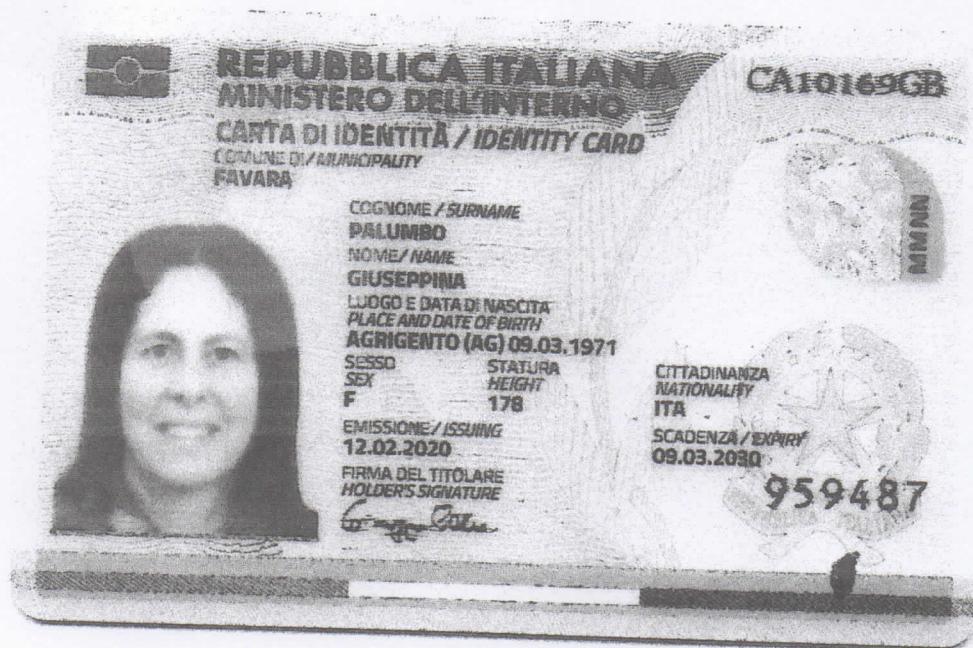 REPUBBLICA ITALIANA
MINISTERO DELL'INTERNO
CA10169GB
CARTA DI IDENTITÀ / IDENTITY CARD
COMUNE DI / MUNICIPALITY
FAVARA
COGNOME / SURNAME
PALUMBO
NOME / NAME
GIUSEPPINA
LUOGO E DATA DI NASCITA
PLACE AND DATE OF BIRTH
AGRIGENTO (AG) 09.03.1971
SESSO
SEX
F
STATURA
HEIGHT
178
CITTADINANZA
NATIONALITY
ITA
EMISSIONE / ISSUING
12.02.2020
SCADENZA / EXPIRY
09.03.2030
FIRMA DEL TITOLARE
HOLDER'S SIGNATURE
959487